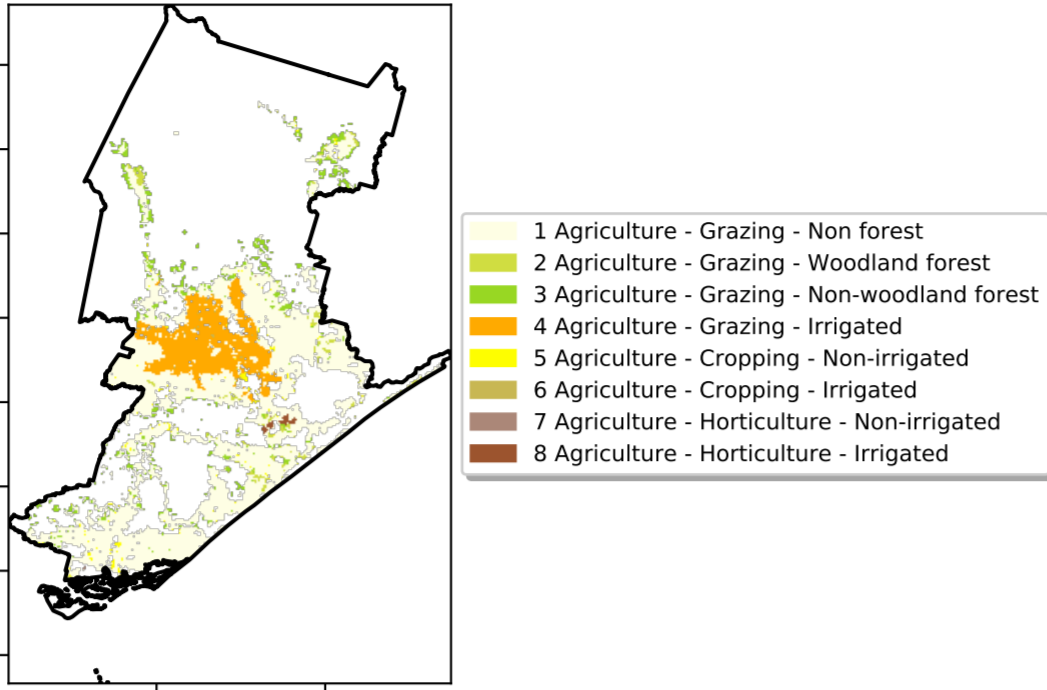 1 Agriculture - Grazing - Non forest
2 Agriculture - Grazing - Woodland forest
3 Agriculture - Grazing - Non-woodland forest
4 Agriculture - Grazing - Irrigated
5 Agriculture - Cropping - Non-irrigated
6 Agriculture - Cropping - Irrigated
7 Agriculture - Horticulture - Non-irrigated
8 Agriculture - Horticulture - Irrigated